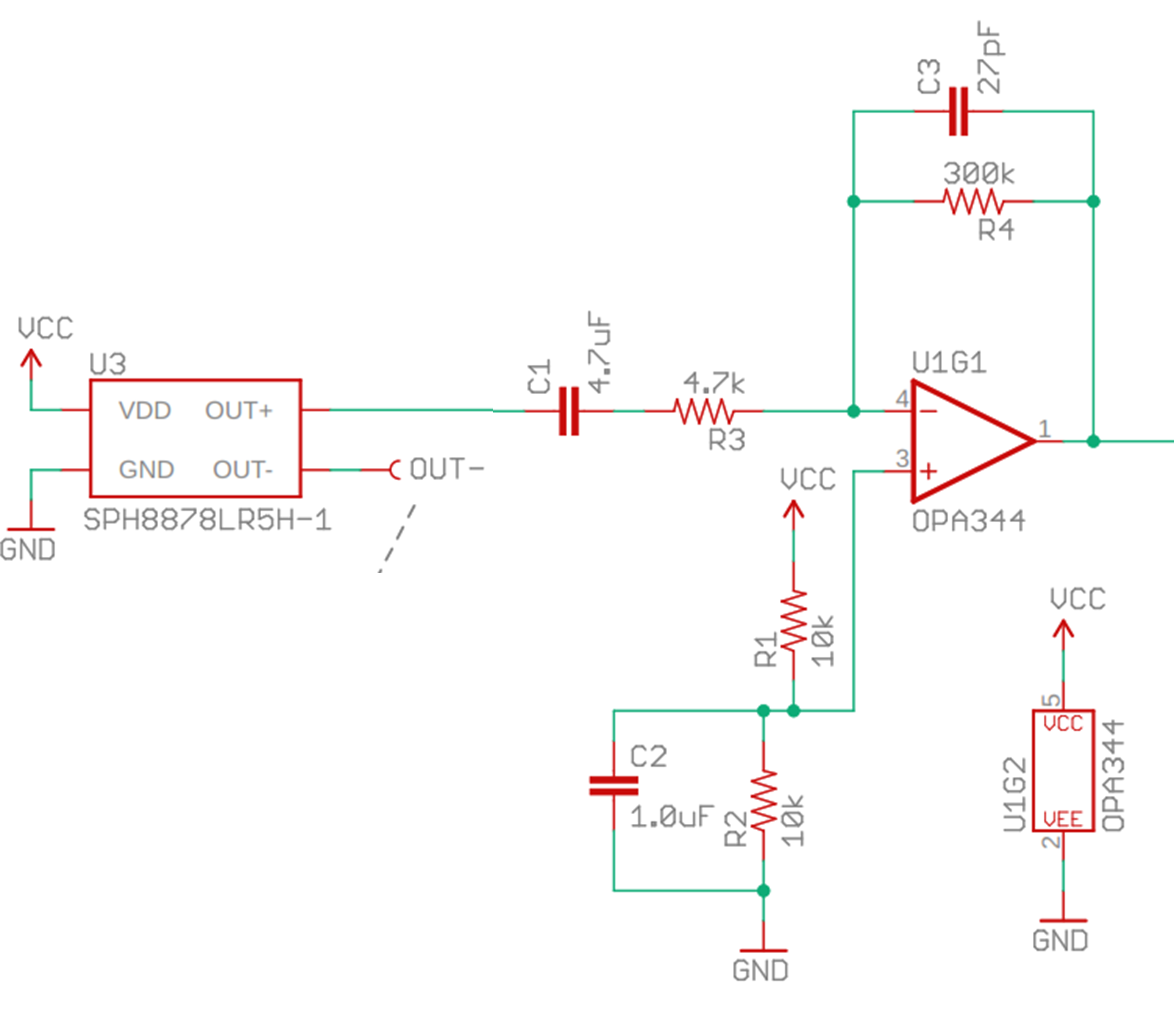 C3
27pF
300k
R4
VCC
U3
VDD
OUT+
GND
OUT-
OUT-
SPH8878LR5H-1
GND
C1
4.7uF
4.7k
R3
U1G1
4
-
3
+
1
OPA344
VCC
R1
10k
C2
1.0uF
R2
10k
GND
VCC
5
VCC
U1G2
OPA344
VEE
2
GND